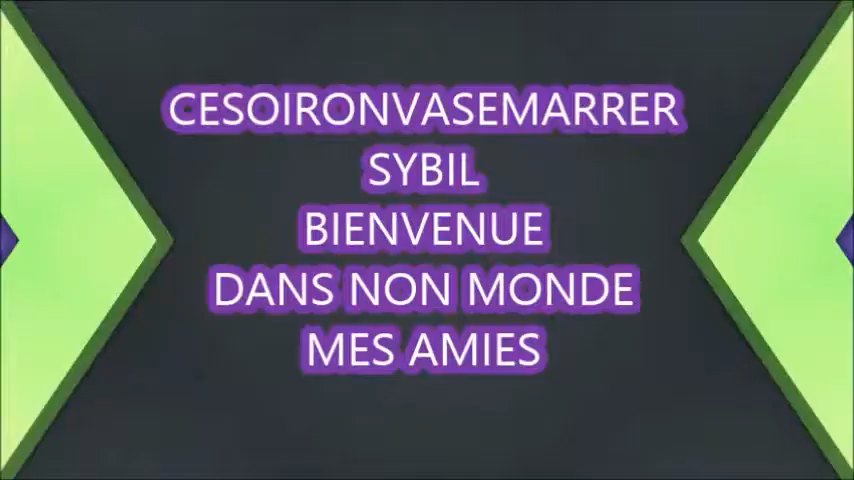 CESOIRONVASEMARRER
SYBIL
BIENVENUE
DANS NON MONDE
MES AMIES